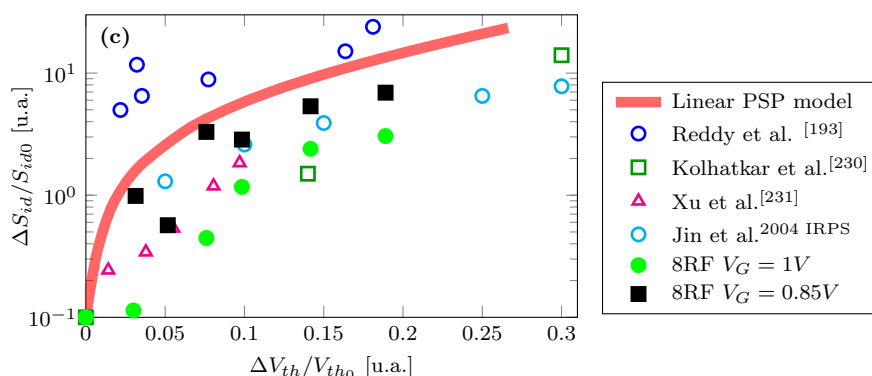 (c)
10^1
10^0
10^−1
ΔS_id/S_id0 [u.a.]
0 0.05 0.1 0.15 0.2 0.25 0.3
ΔV_th/V_th_0 [u.a.]
Linear PSP model
Reddy et al. [193]
Kolhatkar et al.[230]
Xu et al.[231]
Jin et al.2004 IRPS
8RF V_G = 1V
8RF V_G = 0.85V